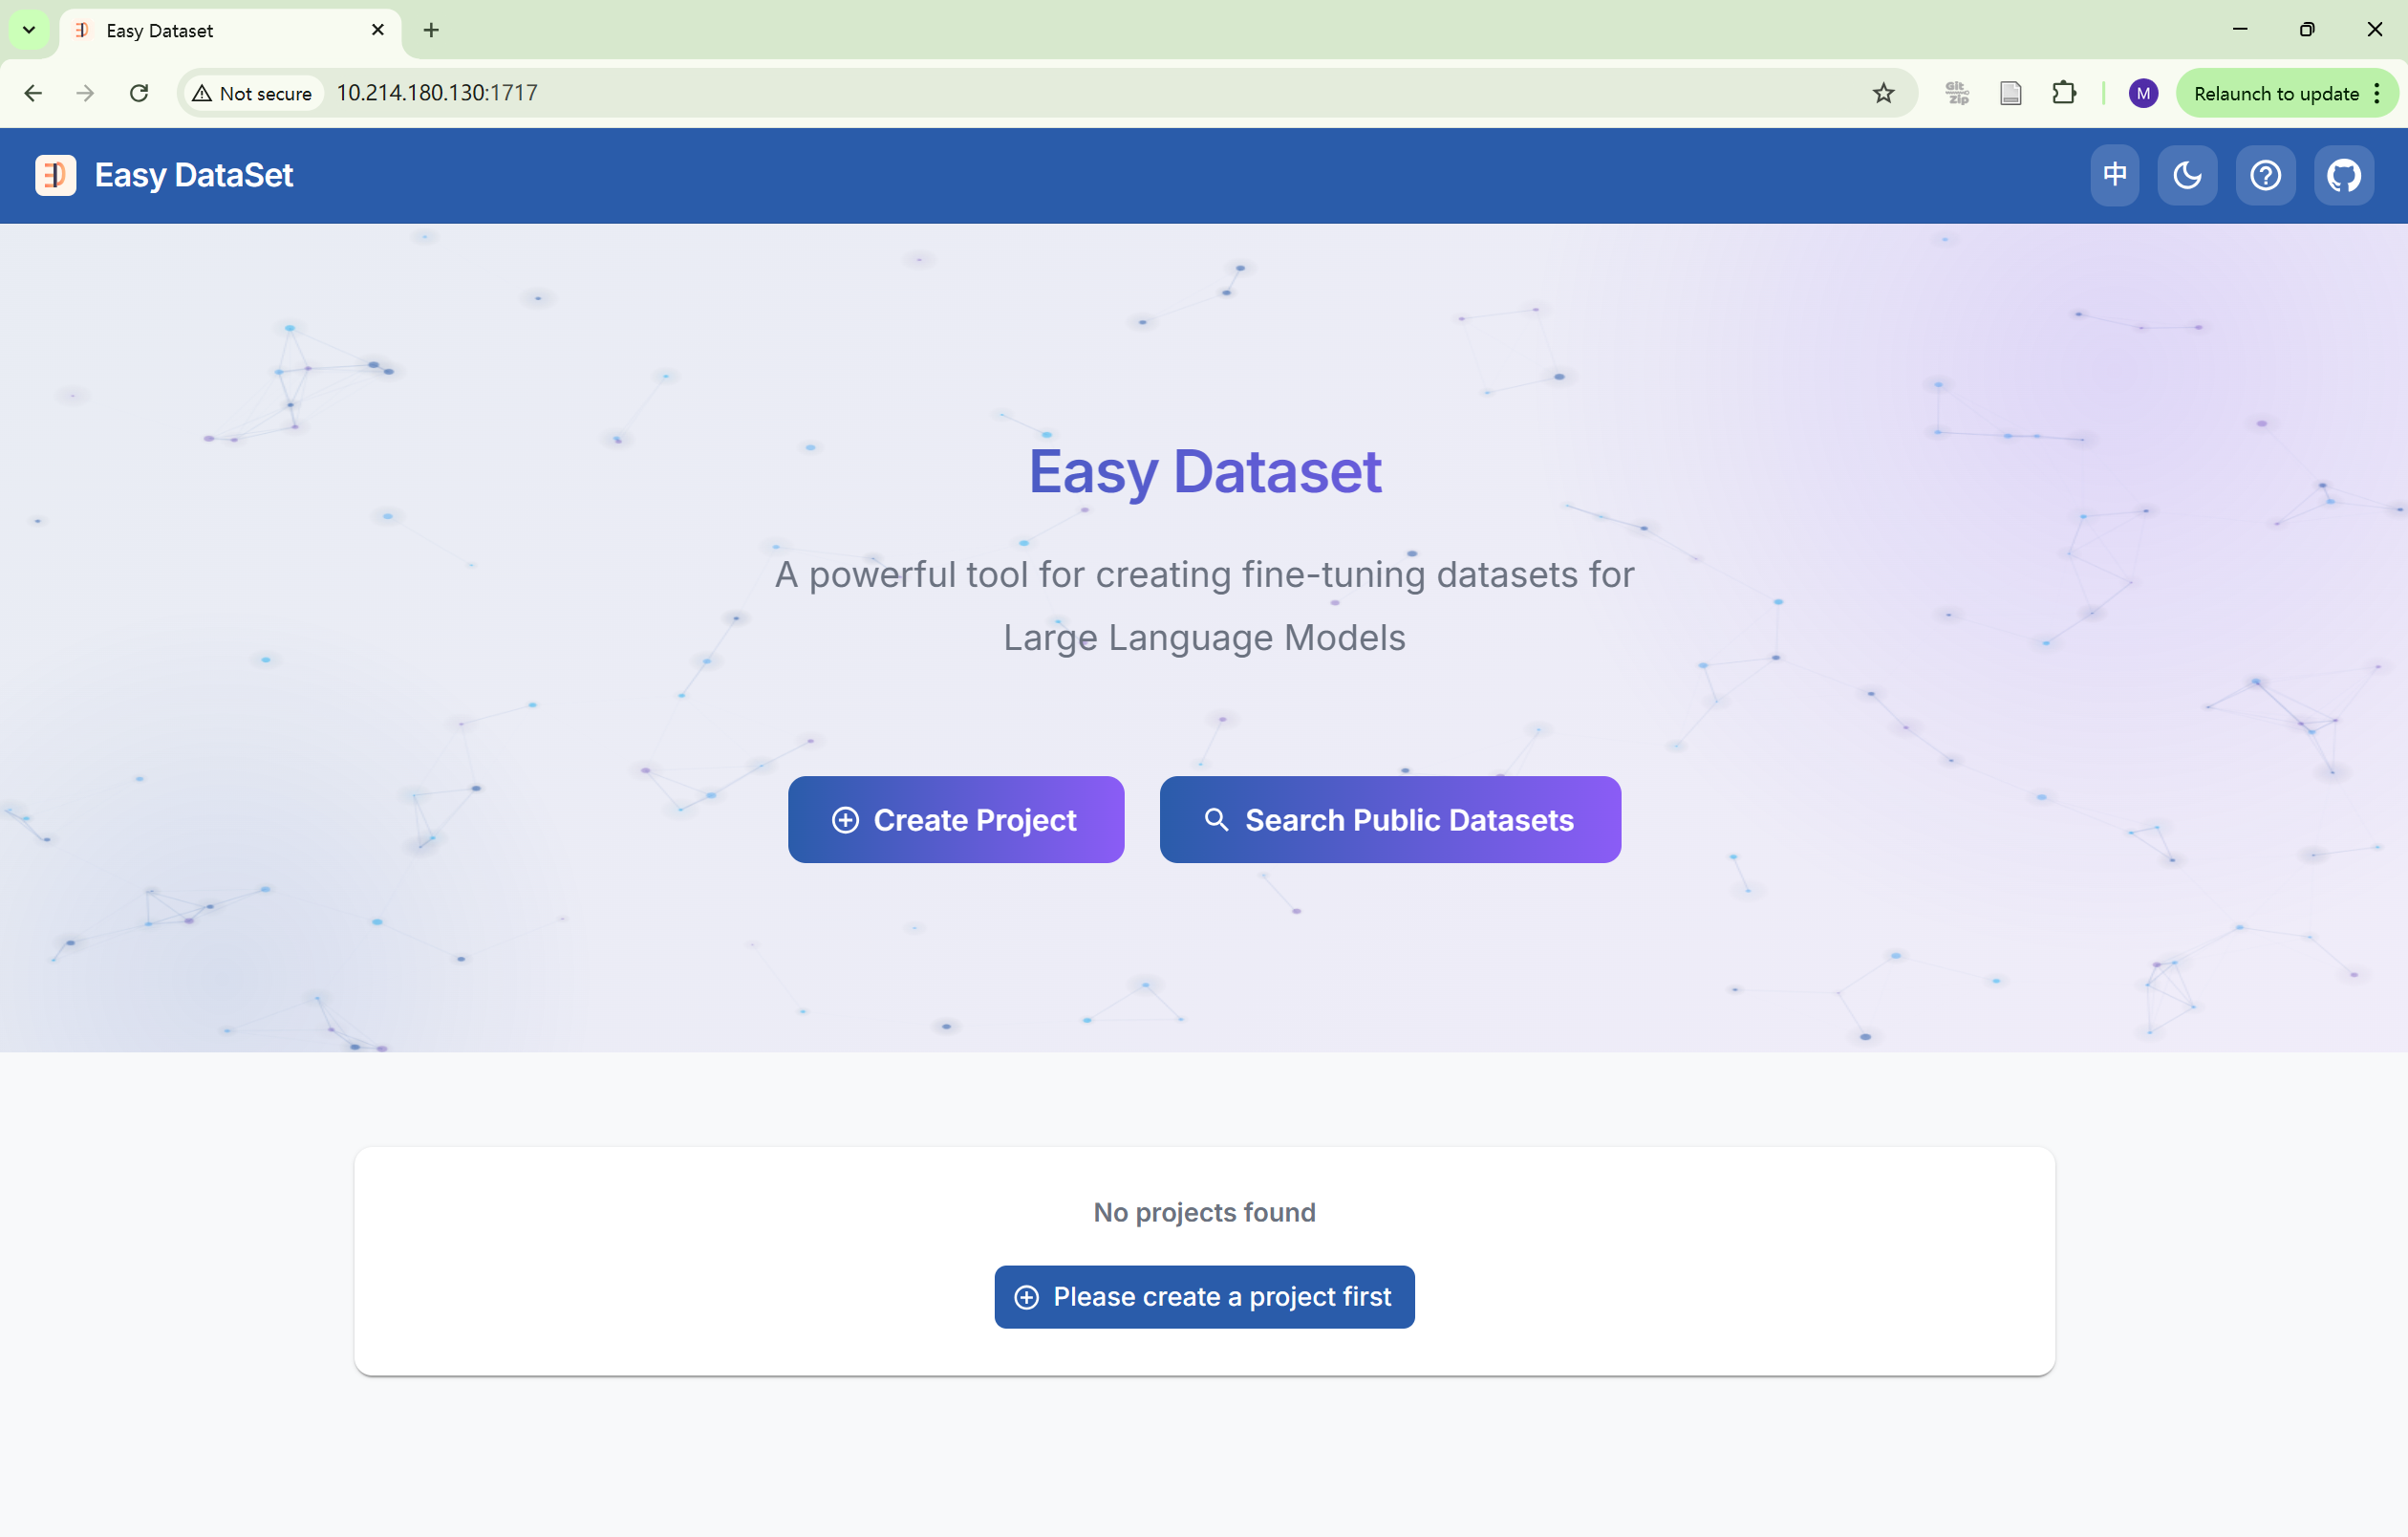 Easy Dataset
Not secure
10.214.180.130:1717
Git Zip
M
Relaunch to update
Easy DataSet
中
Easy Dataset
A powerful tool for creating fine-tuning datasets for
Large Language Models
Create Project
Search Public Datasets
No projects found
Please create a project first